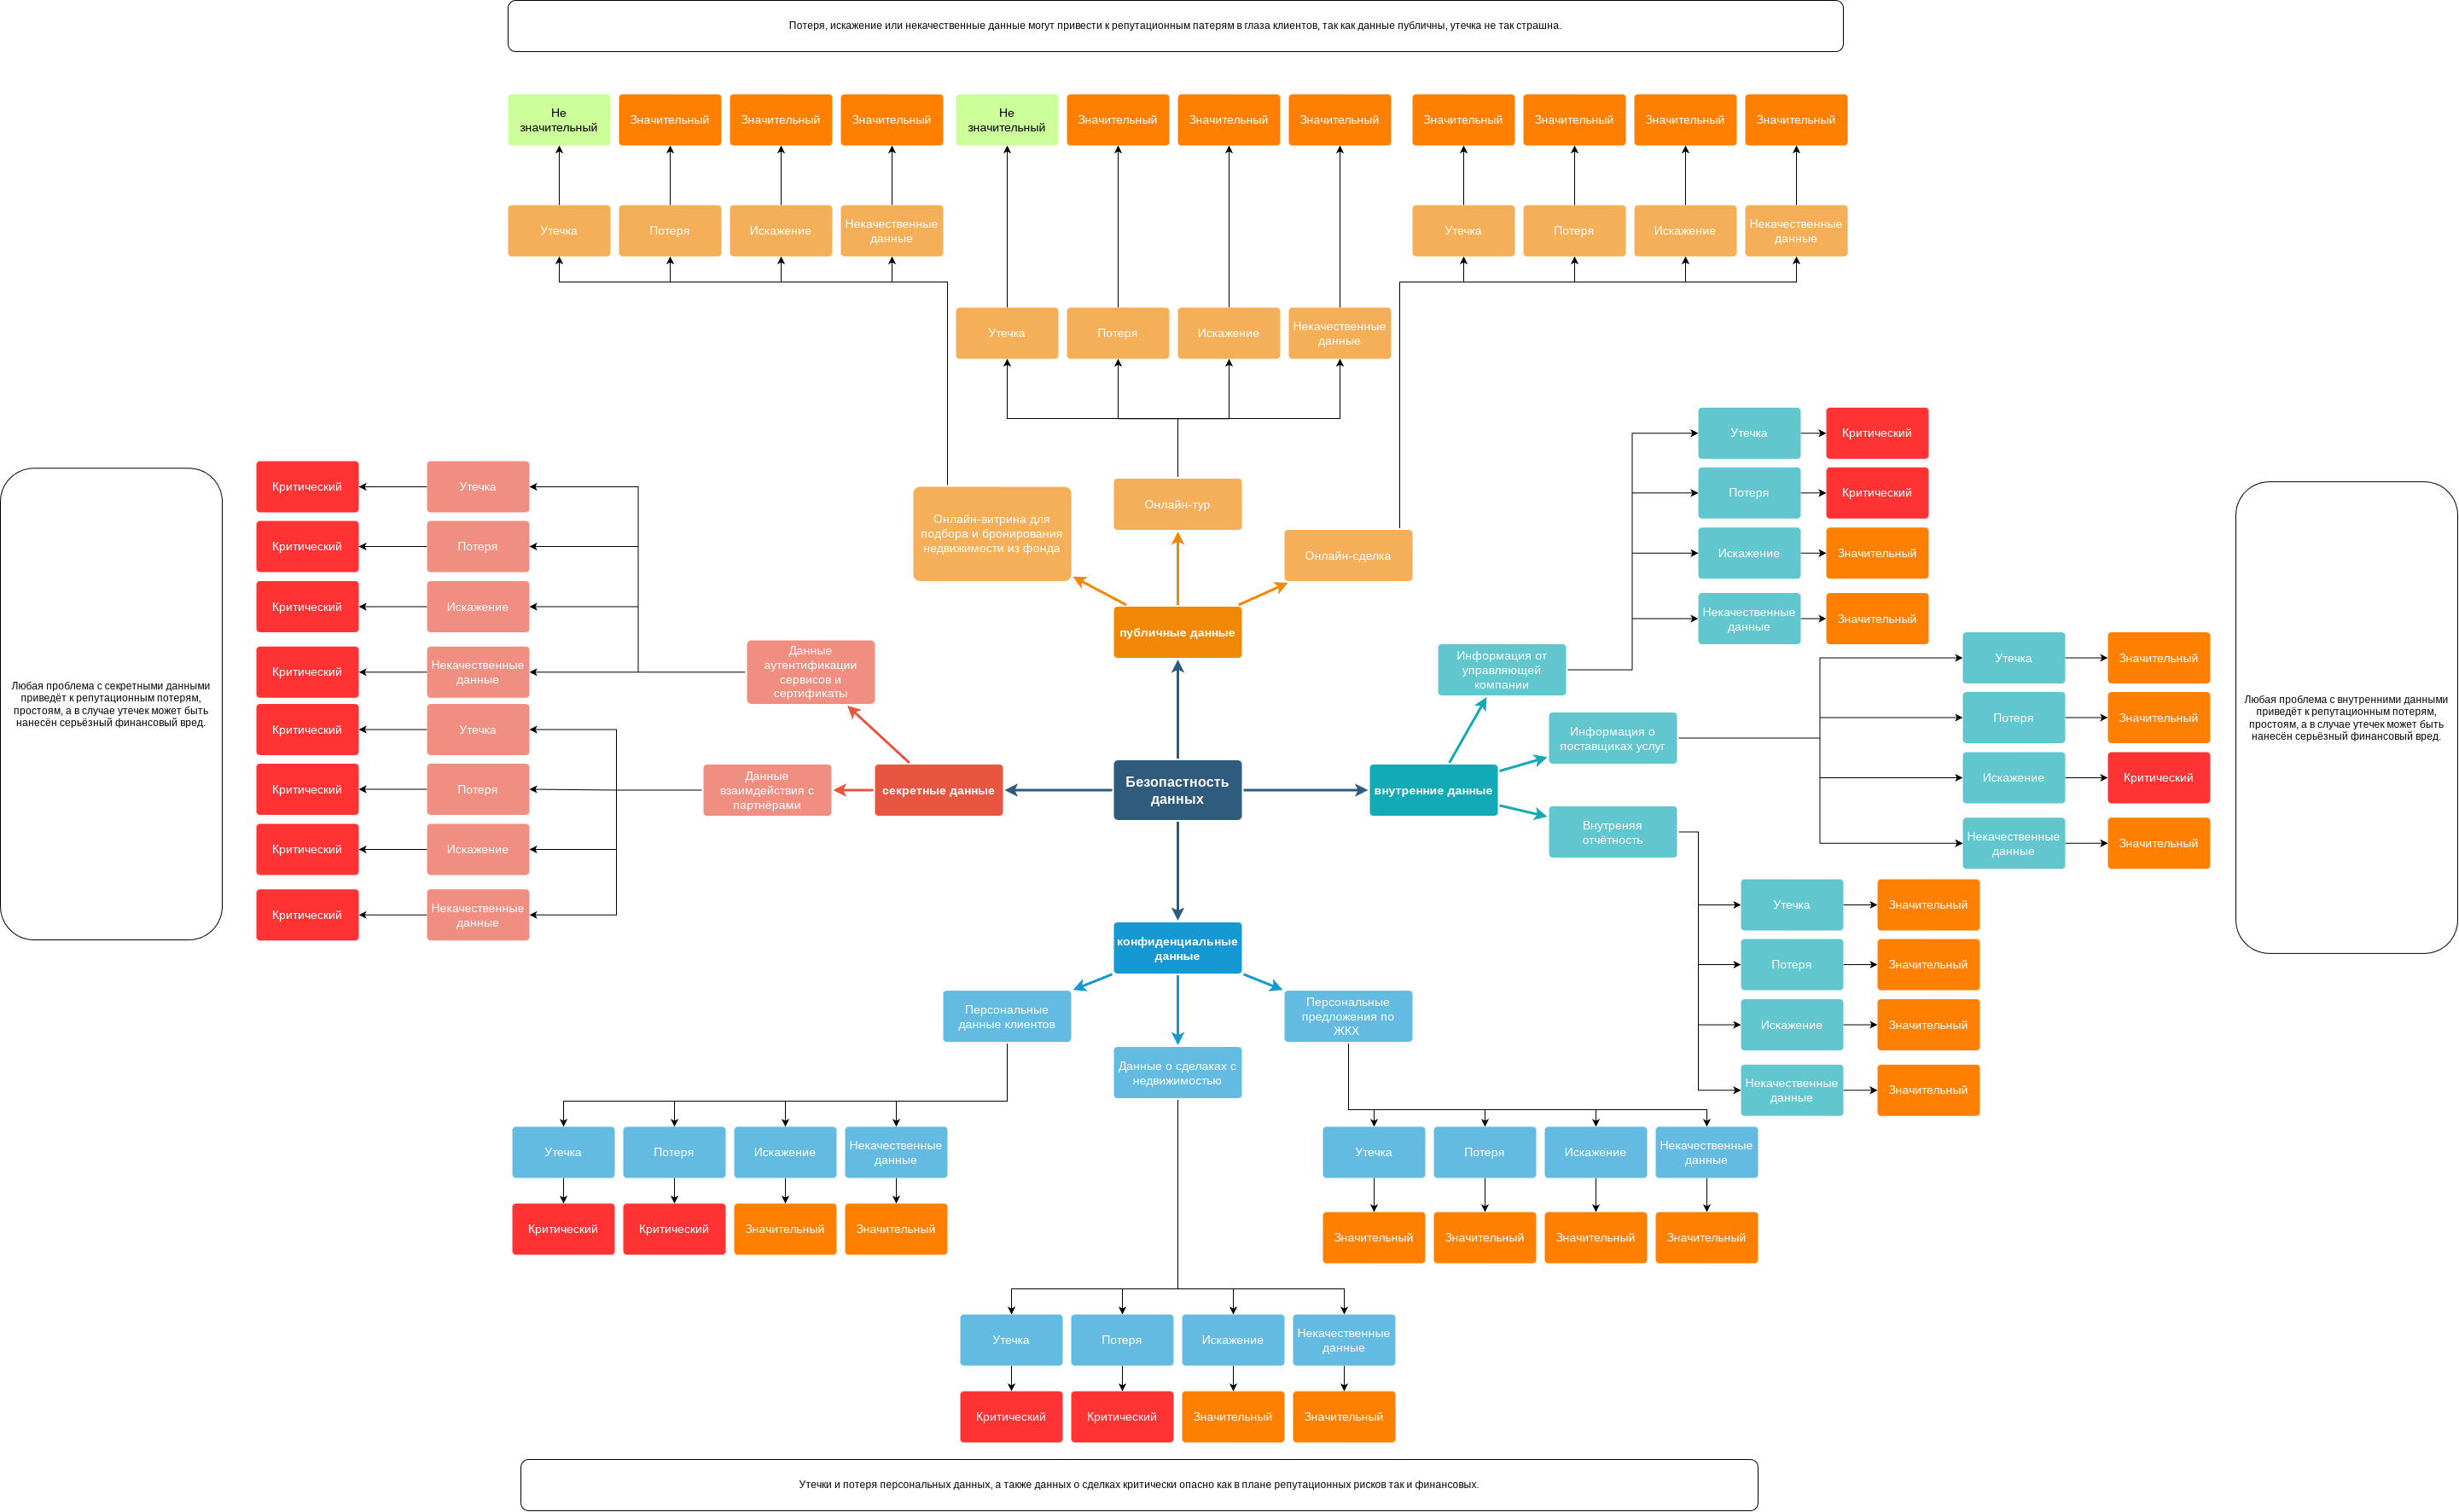 Потеря, искажение или некачественные данные могут привести к репутационным патерям в глаза клиентов, так как данные публичны, утечка не так страшна.
Не
значительный
Значительный
Значительный
Значительный
Не
значительный
Значительный
Значительный
Значительный
Значительный
Значительный
Значительный
Значительный
Утечка
Потеря
Искажение
Некачественные
данные
Утечка
Потеря
Искажение
Некачественные
данные
Утечка
Потеря
Искажение
Некачественные
данные
Онлайн-витрина для
подбора и бронирования
недвижимости из фонда
Онлайн-тур
Онлайн-сделка
публичные данные
Любая проблема с секретными данными
приведёт к репутационным потерям,
простоям, а в случае утечек может быть
нанесён серьёзный финансовый вред.
Критический
Утечка
Критический
Потеря
Критический
Искажение
Критический
Некачественные
данные
Критический
Утечка
Критический
Потеря
Критический
Искажение
Критический
Некачественные
данные
Данные
аутентификации
сервисов и
сертификаты
Данные
взаимдействия с
партнёрами
секретные данные
Безопастность
данных
внутренние данные
Информация от
управляющей
компании
Информация о
поставщиках услуг
Внутреняя
отчётность
Утечка
Критический
Потеря
Критический
Искажение
Значительный
Некачественные
данные
Значительный
Утечка
Значительный
Потеря
Значительный
Искажение
Критический
Некачественные
данные
Значительный
Утечка
Значительный
Потеря
Значительный
Искажение
Значительный
Некачественные
данные
Значительный
Любая проблема с внутренними данными
приведёт к репутационным потерям,
простоям, а в случае утечек может быть
нанесён серьёзный финансовый вред.
конфиденциальные
данные
Персональные
данные клиентов
Данные о сделаках с
недвижимостью
Персональные
предложения по
ЖКХ
Утечка
Потеря
Искажение
Некачественные
данные
Критический
Критический
Значительный
Значительный
Утечка
Потеря
Искажение
Некачественные
данные
Значительный
Значительный
Значительный
Значительный
Утечка
Потеря
Искажение
Некачественные
данные
Критический
Критический
Значительный
Значительный
Утечки и потеря персональных данных, а также данных о сделках критически опасно как в плане репутационных рисков так и финансовых.